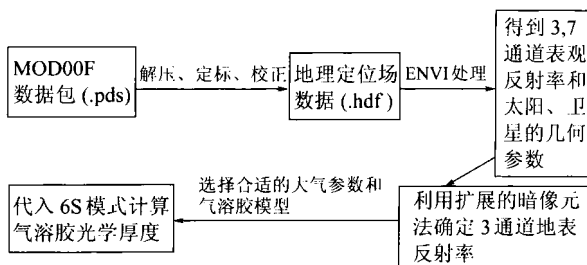 MOD00F
数据包(.pds)
解压、定标、校正
地理定位场
数据(.hdf)
ENVI处理
得到3,7
通道表观
反射率和
太阳、卫
星的几何
参数
利用扩展的暗像元
法确定3通道地表
反射率
选择合适的大气参数和
气溶胶模型
代入6S模式计算
气溶胶光学厚度